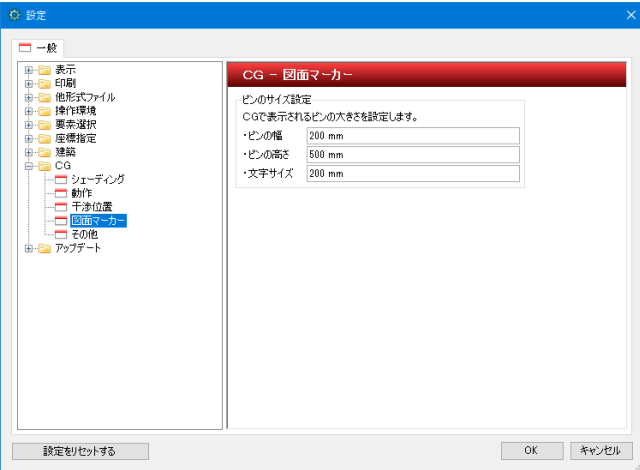 設定
一般
表示
印刷
他形式ファイル
操作環境
要素選択
座標指定
建築
CG
シェーディング
動作
干渉位置
図面マーカー
その他
アップデート
CG - 図面マーカー
ピンのサイズ設定
CGで表示されるピンの大きさを設定します。
・ピンの幅 200 mm
・ピンの高さ 500 mm
・文字サイズ 200 mm
設定をリセットする
OK
キャンセル